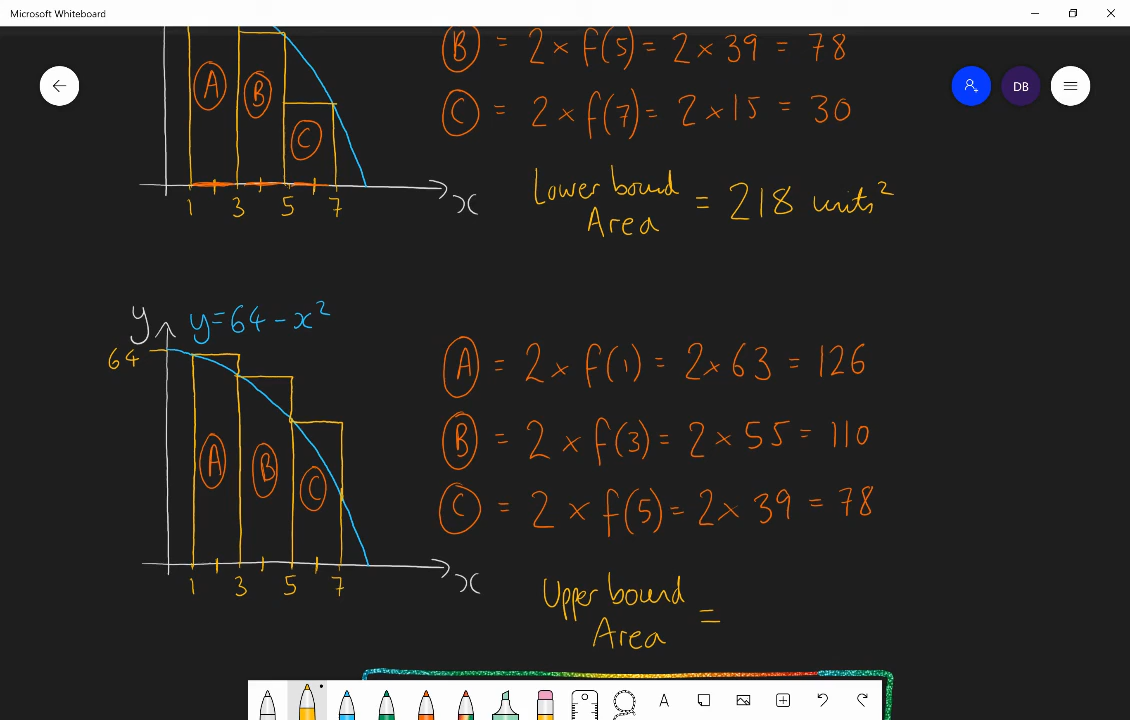 Microsoft Whiteboard
B = 2 × f(5) = 2 × 39 = 78
A B
DB
C = 2 × f(7) = 2 × 15 = 30
C
Lower bound Area = 218 units²
1 3 5 7 x
y y=64-x²
64
A = 2 × f(1) = 2 × 63 = 126
B = 2 × f(3) = 2 × 55 = 110
A B C
C = 2 × f(5) = 2 × 39 = 78
1 3 5 7 x
Upper bound Area =
A